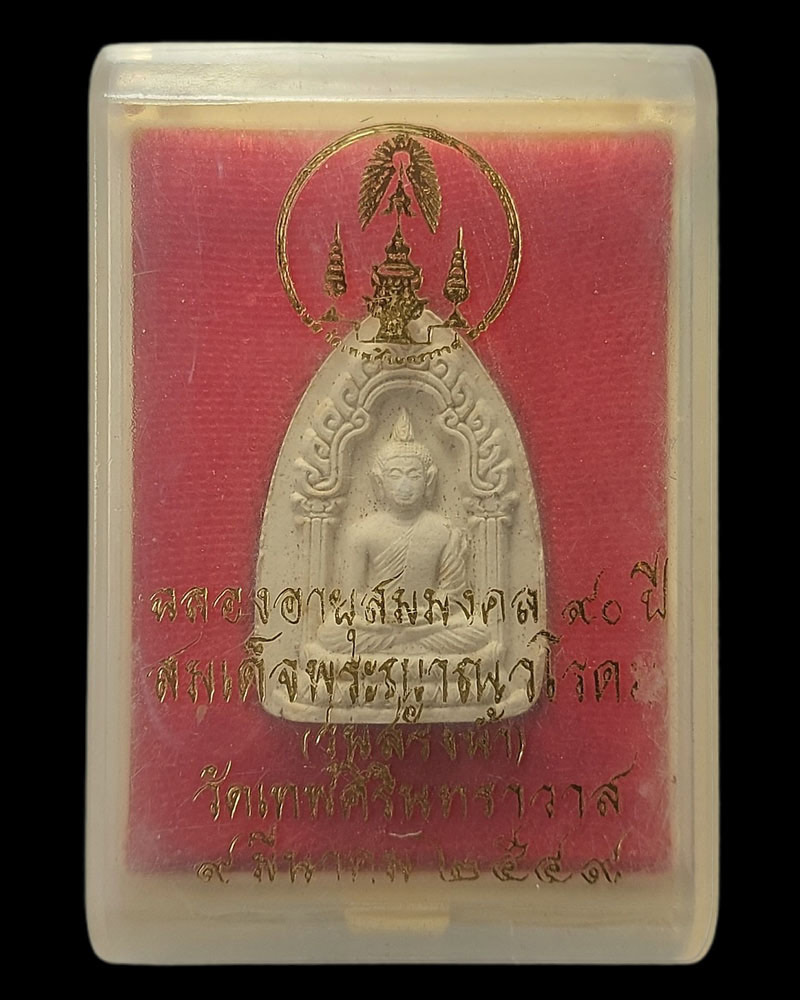 ฉลองอายุสมมงคล ๙๐ ปี
สมเด็จพระญาณวโรดม
(รุ่นสร้างน้ำ)
วัดเทพศิรินทราวาส
๙ มีนาคม ๒๕๔๙